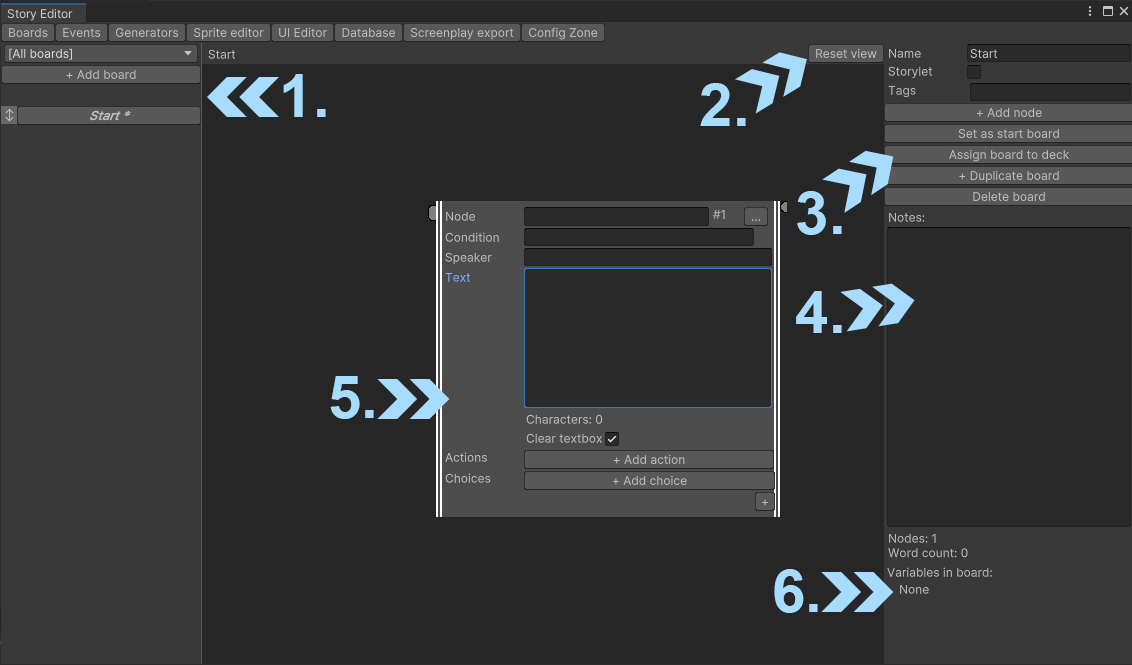 Story Editor
Boards Events Generators Sprite editor UI Editor Database Screenplay export Config Zone
[All boards]
+ Add board
Start *
1.
Start
Reset view
2.
Name Start
Storylet
Tags
+ Add node
Set as start board
Assign board to deck
+ Duplicate board
Delete board
3.
Notes:
4.
Node #1 ...
Condition
Speaker
Text
5.
Characters: 0
Clear textbox
Actions + Add action
Choices + Add choice
+
Nodes: 1
Word count: 0
Variables in board:
None
6.